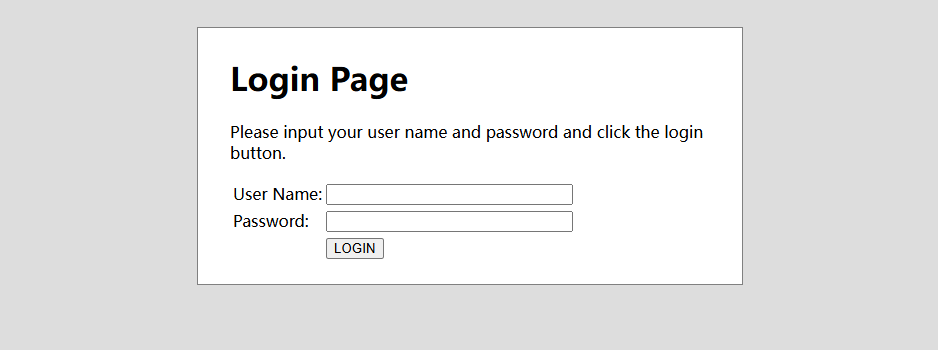 Login Page
Please input your user name and password and click the login
button.
User Name:
Password:
LOGIN